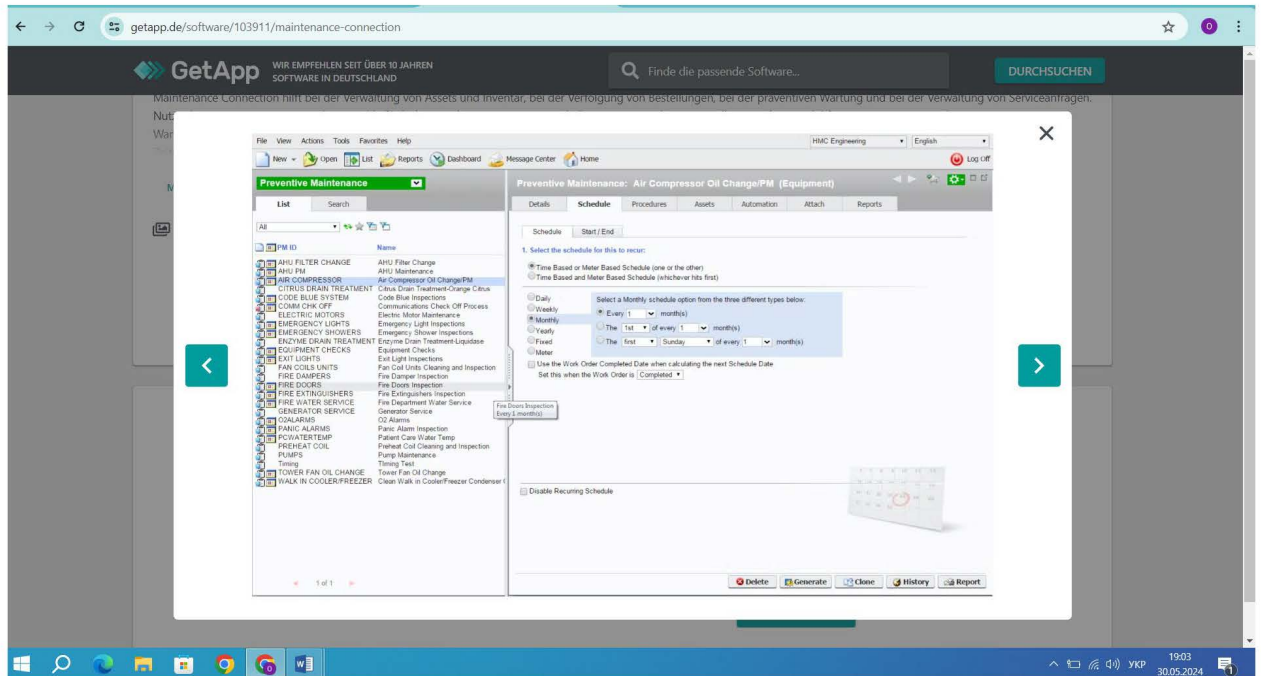 getapp.de/software/103911/maintenance-connection
GetApp
WIR EMPFEHLEN SEIT ÜBER 10 JAHREN
SOFTWARE IN DEUTSCHLAND
Finde die passende Software...
DURCHSUCHEN
Maintenance Connection hilft bei der Verwaltung von Assets und Inventar, bei der Verfolgung von Bestellungen, bei der präventiven Wartung und bei der Verwaltung von Serviceanfragen.
File View Actions Tools Favorites Help
HMC Engineering
English
New Open List Reports Dashboard Message Center Home
Log Off
Preventive Maintenance
List Search
All
PM ID Name
AHU FILTER CHANGE AHU Filter Change
AHU PM AHU Maintenance
AIR COMPRESSOR Air Compressor Oil Change/PM
CITRUS DRAIN TREATMENT Citrus Drain Treatment-Orange Citrus
CODE BLUE SYSTEM Code Blue Inspections
COMM CHK OFF Communications Check Off Process
ELECTRIC MOTORS Electric Motor Maintenance
EMERGENCY LIGHTS Emergency Light Inspections
EMERGENCY SHOWERS Emergency Shower Inspections
ENZYME DRAIN TREATMENT Enzyme Drain Treatment-Liquidase
EQUIPMENT CHECKS Equipment Checks
EXIT LIGHTS Exit Light Inspections
FAN COILS UNITS Fan Coil Units Cleaning and Inspection
FIRE DAMPERS Fire Damper Inspection
FIRE DOORS Fire Doors Inspection
FIRE EXTINGUISHERS Fire Extinguishers Inspection
FIRE WATER SERVICE Fire Department Water Service
GENERATOR SERVICE Generator Service
O2ALARMS O2 Alarms
PANIC ALARMS Panic Alarm Inspection
PCWATERTEMP Patient Care Water Temp
PREHEAT COIL Preheat Coil Cleaning and Inspection
PUMPS Pump Maintenance
Timing Timing Test
TOWER FAN OIL CHANGE Tower Fan Oil Change
WALK IN COOLER/FREEZER Clean Walk in Cooler/Freezer Condenser
1 of 1
Fire Doors Inspection
Every 1 month(s)
Preventive Maintenance: Air Compressor Oil Change/PM (Equipment)
Details Schedule Procedures Assets Automation Attach Reports
Schedule Start / End
1. Select the schedule for this to recur:
Time Based or Meter Based Schedule (one or the other)
Time Based and Meter Based Schedule (whichever hits first)
Daily
Weekly
Monthly
Yearly
Fixed
Meter
Select a Monthly schedule option from the three different types below:
Every 1 month(s)
The 1st of every 1 month(s)
The first Sunday of every 1 month(s)
Use the Work Order Completed Date when calculating the next Schedule Date
Set this when the Work Order is Completed
Disable Recurring Schedule
Delete Generate Clone History Report
УКР
19:03
30.05.2024